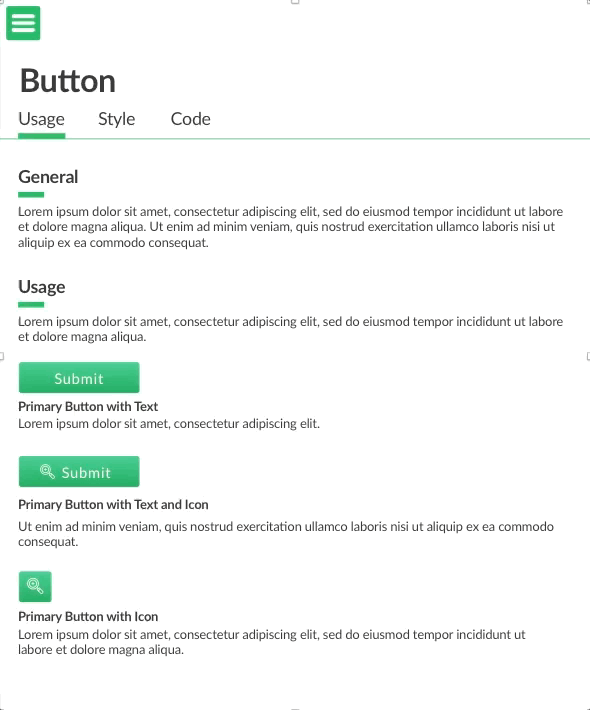 Button
Usage Style Code
General
Lorem ipsum dolor sit amet, consectetur adipiscing elit, sed do eiusmod tempor incididunt ut labore
et dolore magna aliqua. Ut enim ad minim veniam, quis nostrud exercitation ullamco laboris nisi ut
aliquip ex ea commodo consequat.
Usage
Lorem ipsum dolor sit amet, consectetur adipiscing elit, sed do eiusmod tempor incididunt ut labore
et dolore magna aliqua.
Submit
Primary Button with Text
Lorem ipsum dolor sit amet, consectetur adipiscing elit.
Submit
Primary Button with Text and Icon
Ut enim ad minim veniam, quis nostrud exercitation ullamco laboris nisi ut aliquip ex ea commodo
consequat.
Primary Button with Icon
Lorem ipsum dolor sit amet, consectetur adipiscing elit, sed do eiusmod tempor incididunt ut
labore et dolore magna aliqua.